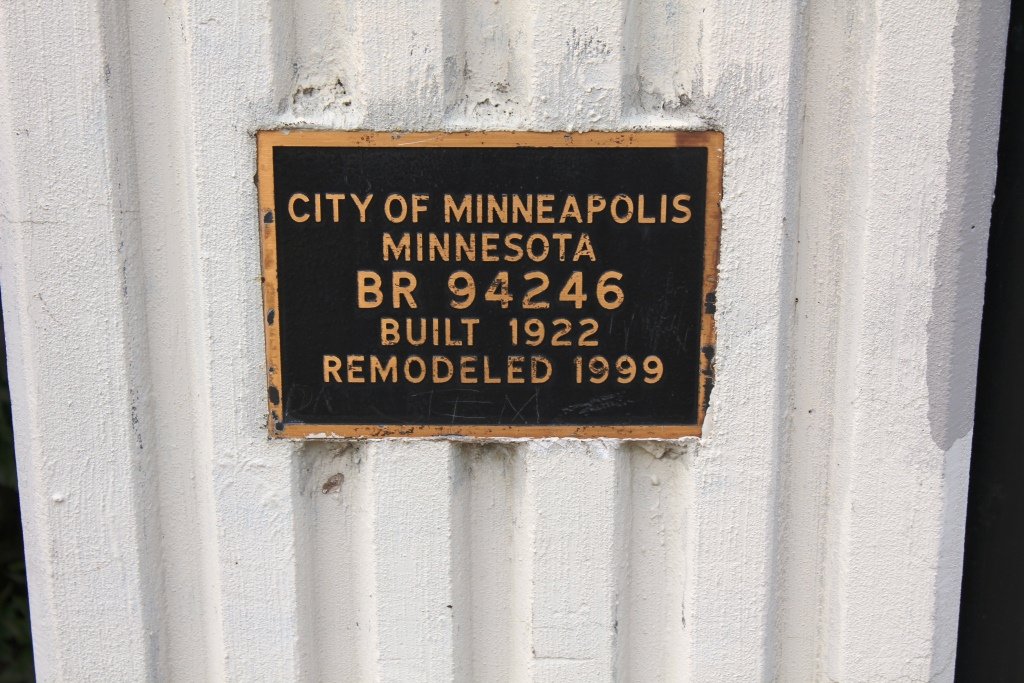 CITY OF MINNEAPOLIS
MINNESOTA
BR 94246
BUILT 1922
REMODELED 1999